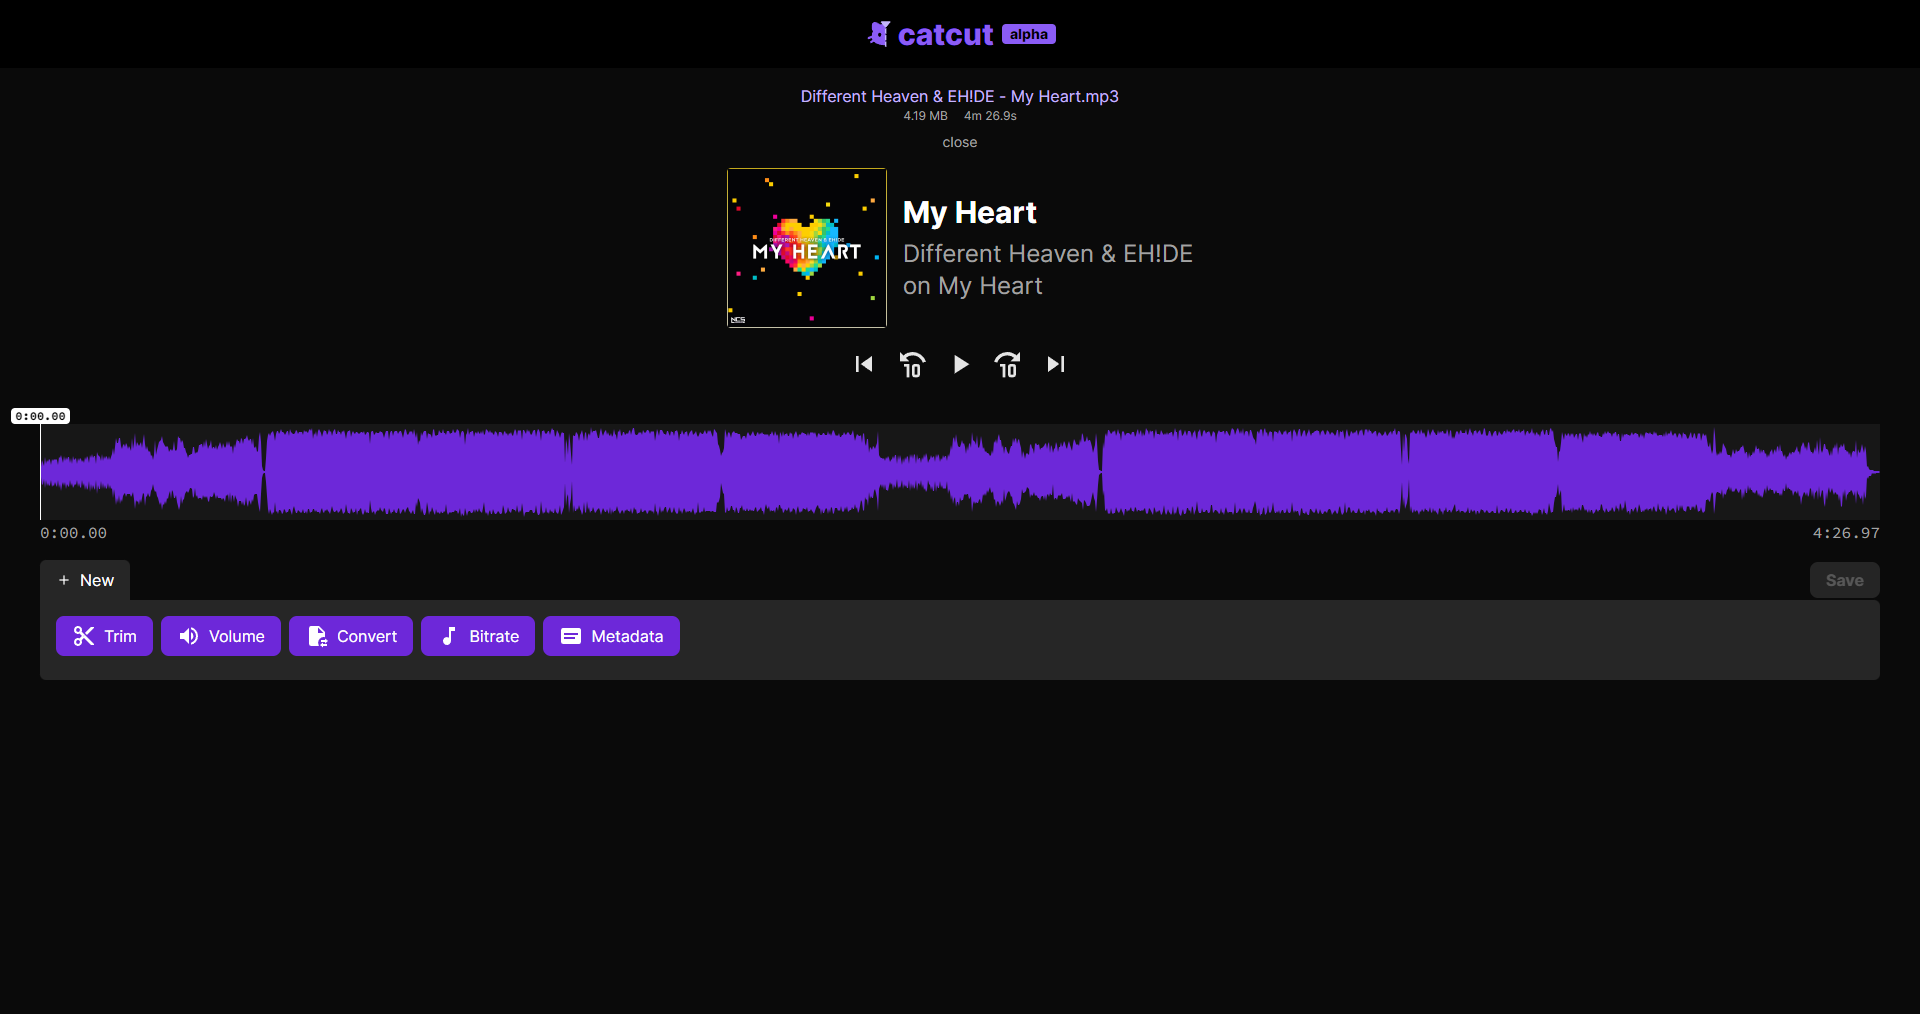 catcut alpha
Different Heaven & EH!DE - My Heart.mp3
4.19 MB 4m 26.9s
close
DIFFERENT HEAVEN & EH!DE
MY HEART
NCS
My Heart
Different Heaven & EH!DE
on My Heart
10 10
0:00.00
0:00.00 4:26.97
+ New Save
Trim Volume Convert Bitrate Metadata